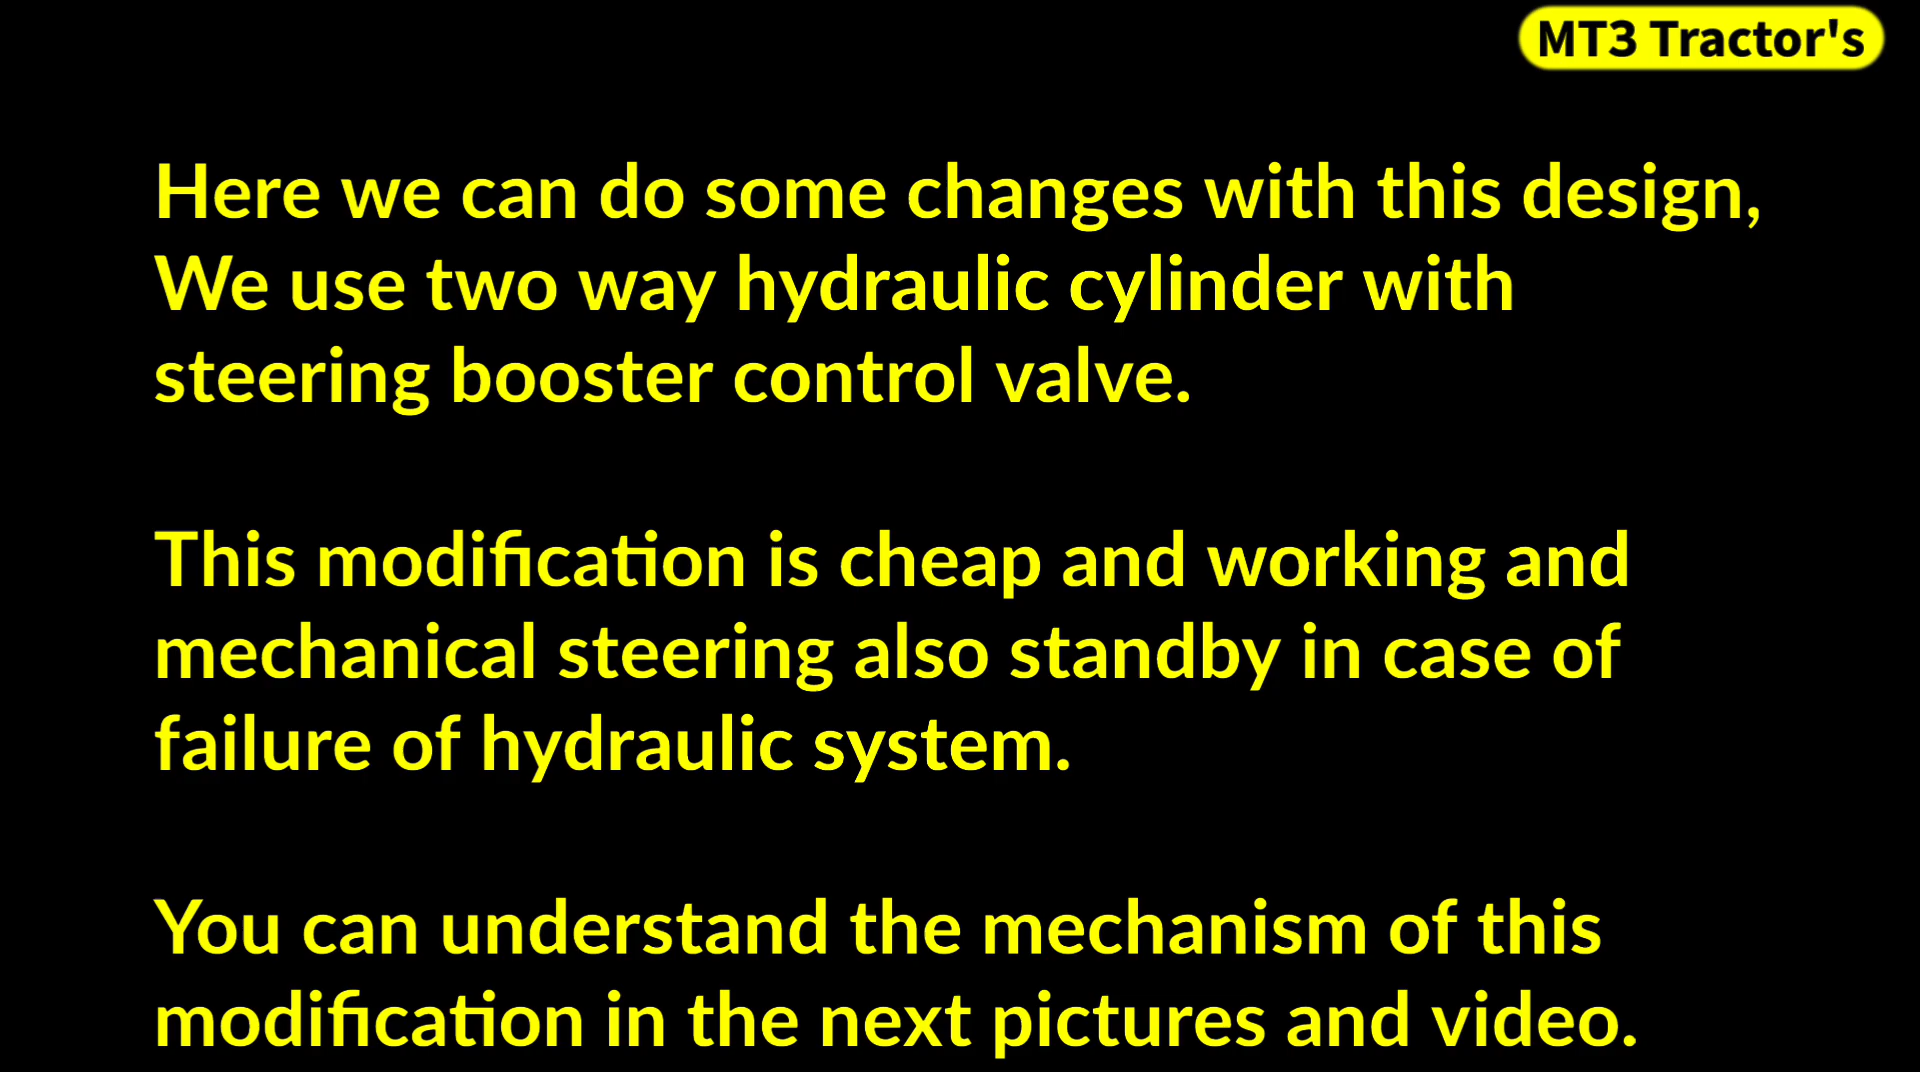 MT3 Tractor's
Here we can do some changes with this design,
We use two way hydraulic cylinder with
steering booster control valve.
This modification is cheap and working and
mechanical steering also standby in case of
failure of hydraulic system.
You can understand the mechanism of this
modification in the next pictures and video.